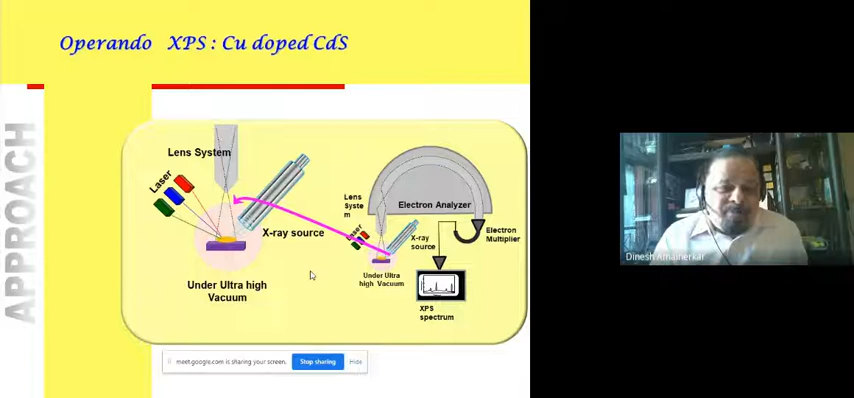 Operando XPS : Cu doped CdS
APPROACH
Lens System
Laser
X-ray source
Under Ultra high
Vacuum
Lens
Syste
m
Laser
Electron Analyzer
X-ray
source
Electron
Multiplier
Under Ultra
high Vacuum
XPS
spectrum
meet.google.com is sharing your screen.
Stop sharing
Hide